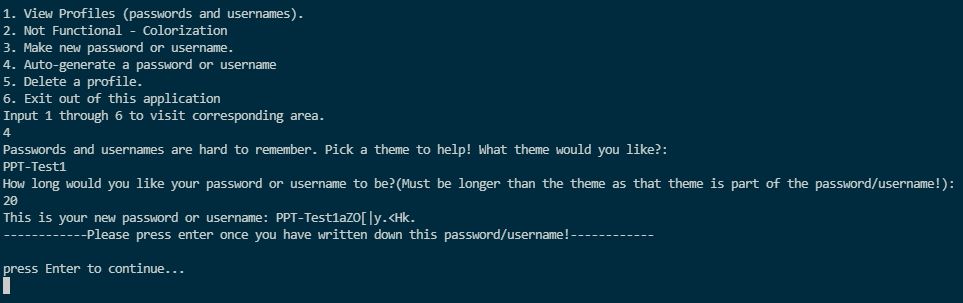 1. View Profiles (passwords and usernames).
2. Not Functional - Colorization
3. Make new password or username.
4. Auto-generate a password or username
5. Delete a profile.
6. Exit out of this application
Input 1 through 6 to visit corresponding area.
4
Passwords and usernames are hard to remember. Pick a theme to help! What theme would you like?:
PPT-Test1
How long would you like your password or username to be?(Must be longer than the theme as that theme is part of the password/username!):
20
This is your new password or username: PPT-Test1aZO[|y.<Hk.
------------Please press enter once you have written down this password/username!------------
press Enter to continue...